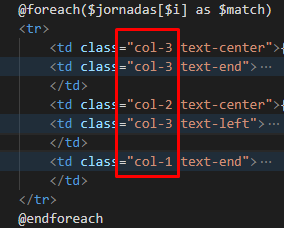 @foreach($jornadas[$i] as $match)
<tr>
<td class="col-3 text-center">{
<td class="col-3 text-end">…
</td>
<td class="col-2 text-center">{
<td class="col-3 text-left">…
</td>
<td class="col-1 text-end">…
</td>
</tr>
@endforeach